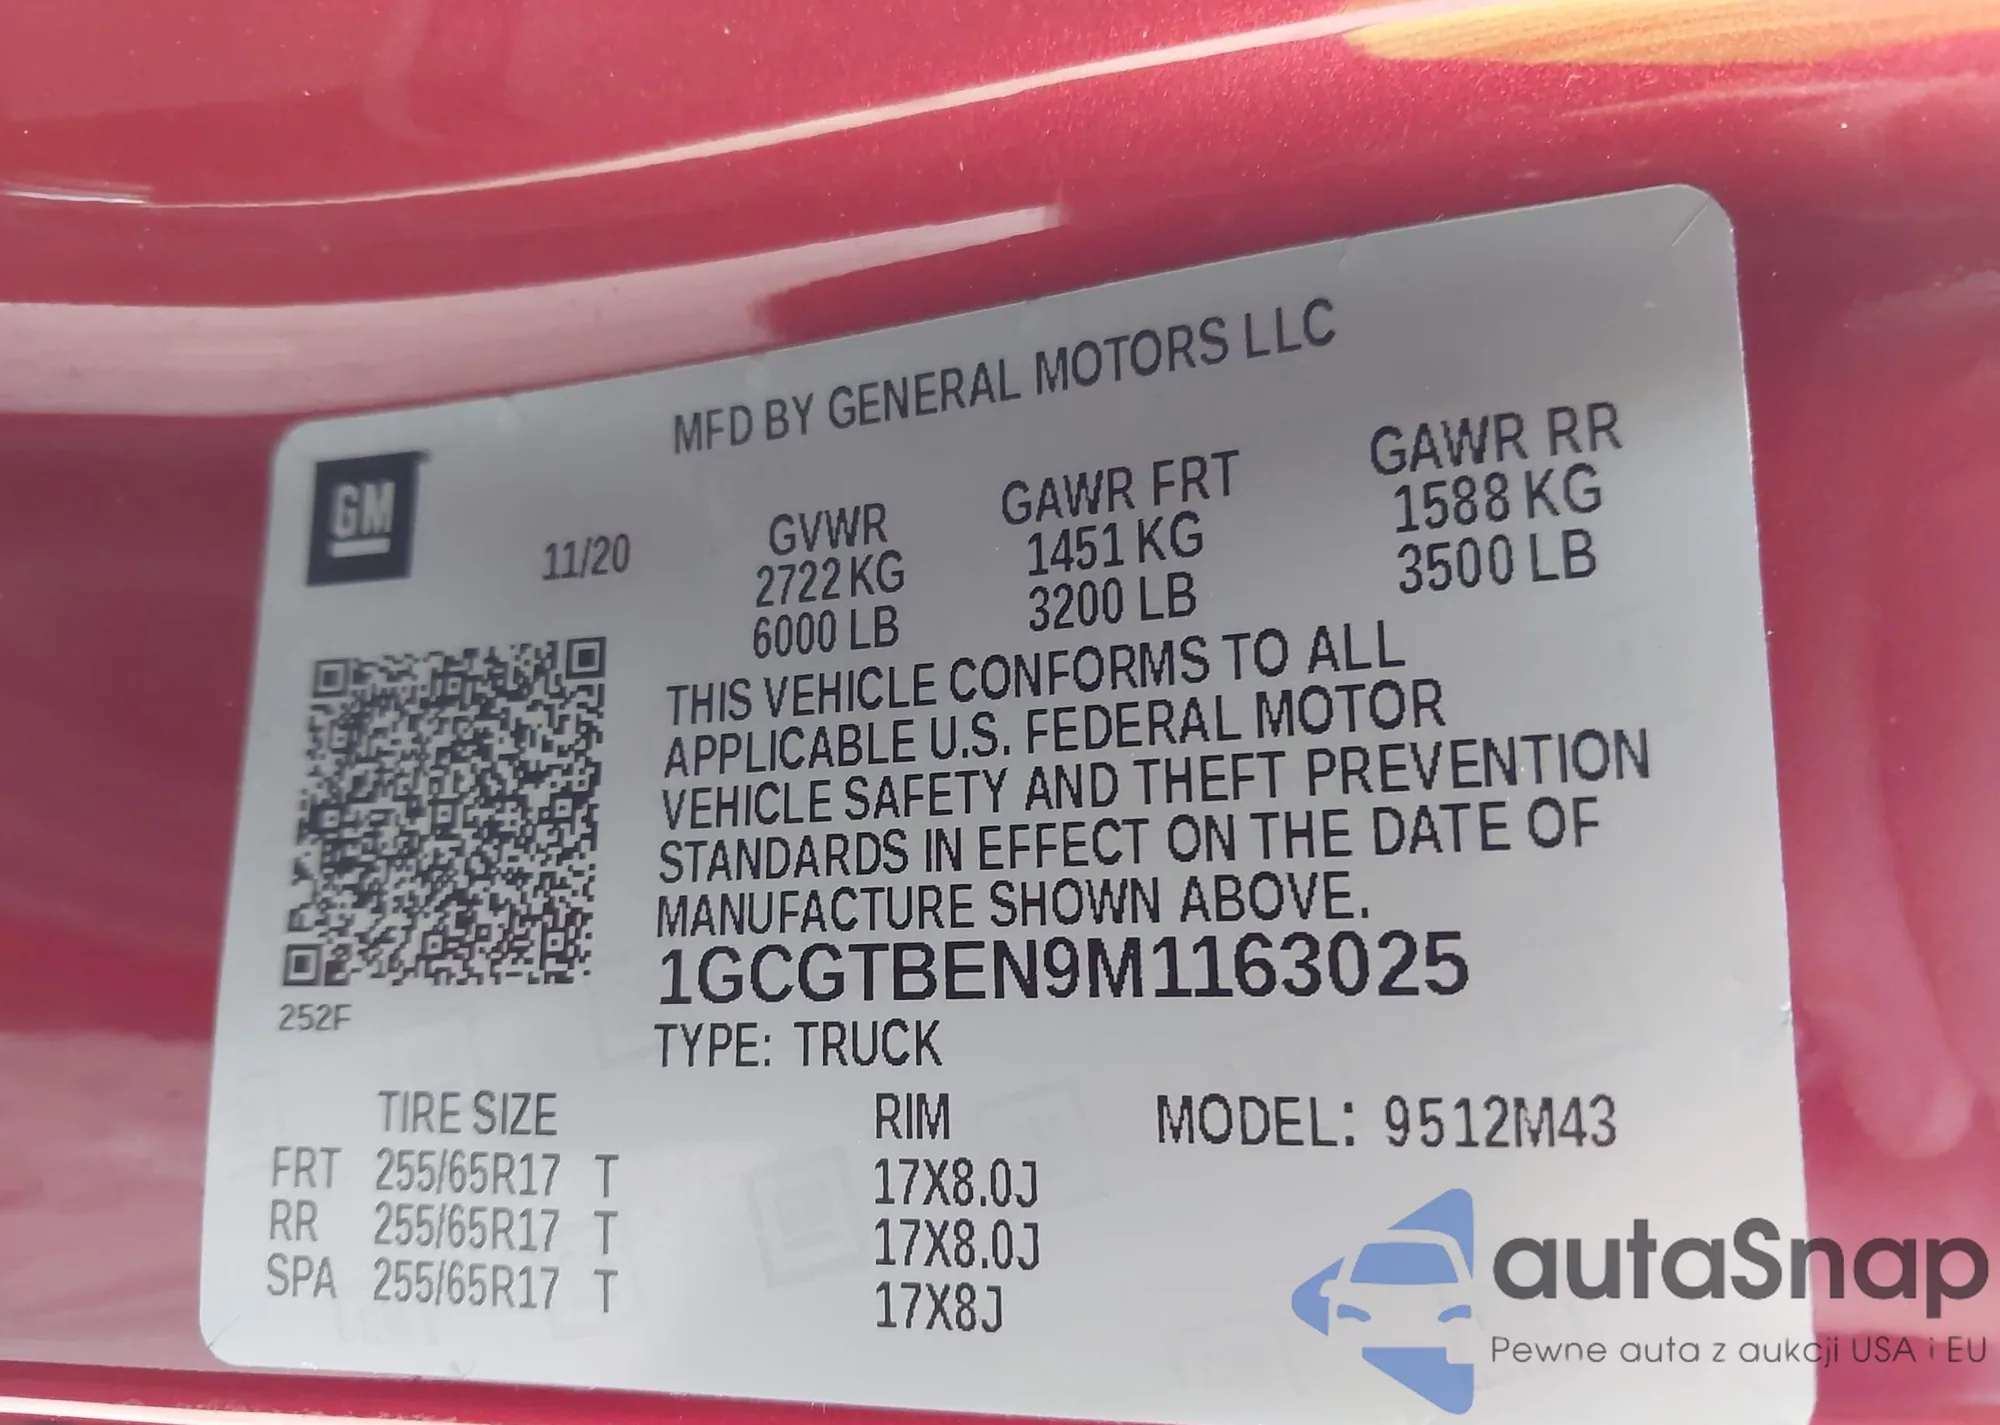 MFD BY GENERAL MOTORS LLC
GM
11/20
GVWR
2722 KG
6000 LB
GAWR FRT
1451 KG
3200 LB
GAWR RR
1588 KG
3500 LB
THIS VEHICLE CONFORMS TO ALL
APPLICABLE U.S. FEDERAL MOTOR
VEHICLE SAFETY AND THEFT PREVENTION
STANDARDS IN EFFECT ON THE DATE OF
MANUFACTURE SHOWN ABOVE.
1GCGTBEN9M1163025
252F
TYPE: TRUCK
TIRE SIZE RIM MODEL: 9512M43
FRT 255/65R17 T 17X8.0J
RR 255/65R17 T 17X8.0J
SPA 255/65R17 T 17X8J
autaSnap
Pewne auta z aukcji USA i EU